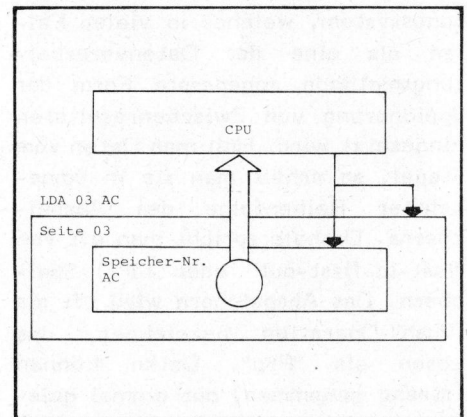 CPU
LDA 03 AC
Seite 03
Speicher-Nr.
AC